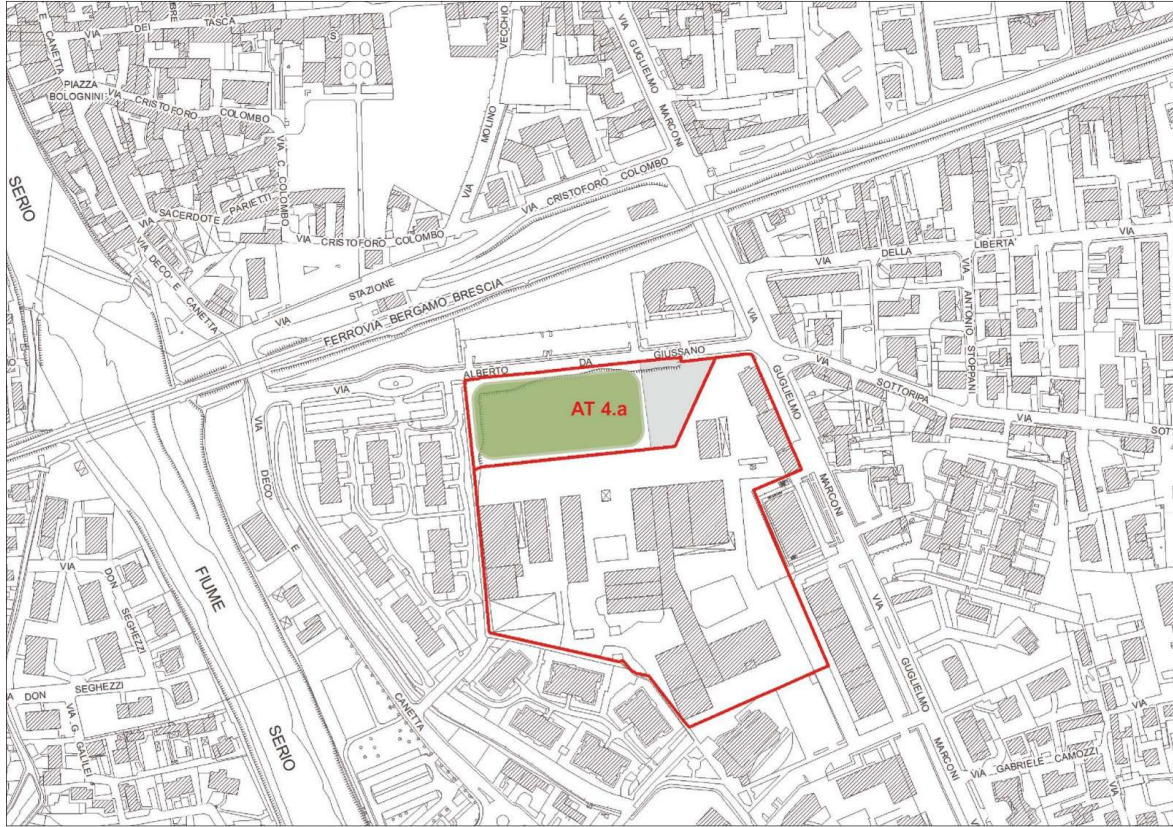 E CANETTA
VIA DEI TASCA
PIAZZA BOLOGNINI
VIA CRISTOFORO COLOMBO
VIA C. COLOMBO
VIA SACERDOTE PARIETTI
VIA CRISTOFORO COLOMBO
VIA DECO' E CANETTA
SERIO
S
VIA MOLINO VECCHIO
VIA GUGLIELMO MARCONI
VIA CRISTOFORO COLOMBO
VIA STAZIONE
FERROVIA BERGAMO BRESCIA
VIA DELLA LIBERTA'
VIA
VIA ANTONIO STOPPANI
VIA ALBERTO DA GIUSSANO
AT 4.a
GUGLIELMO
MARCONI
VIA SOTTORIPA
VIA SOT
VIA DECO' E CANETTA
VIA DON SEGHEZZI
FIUME
SERIO
DON SEGHEZZI
VIA G. GALILEI
VIA GUGLIELMO MARCONI
VIA GABRIELE CAMOZZI
VIA
VIA